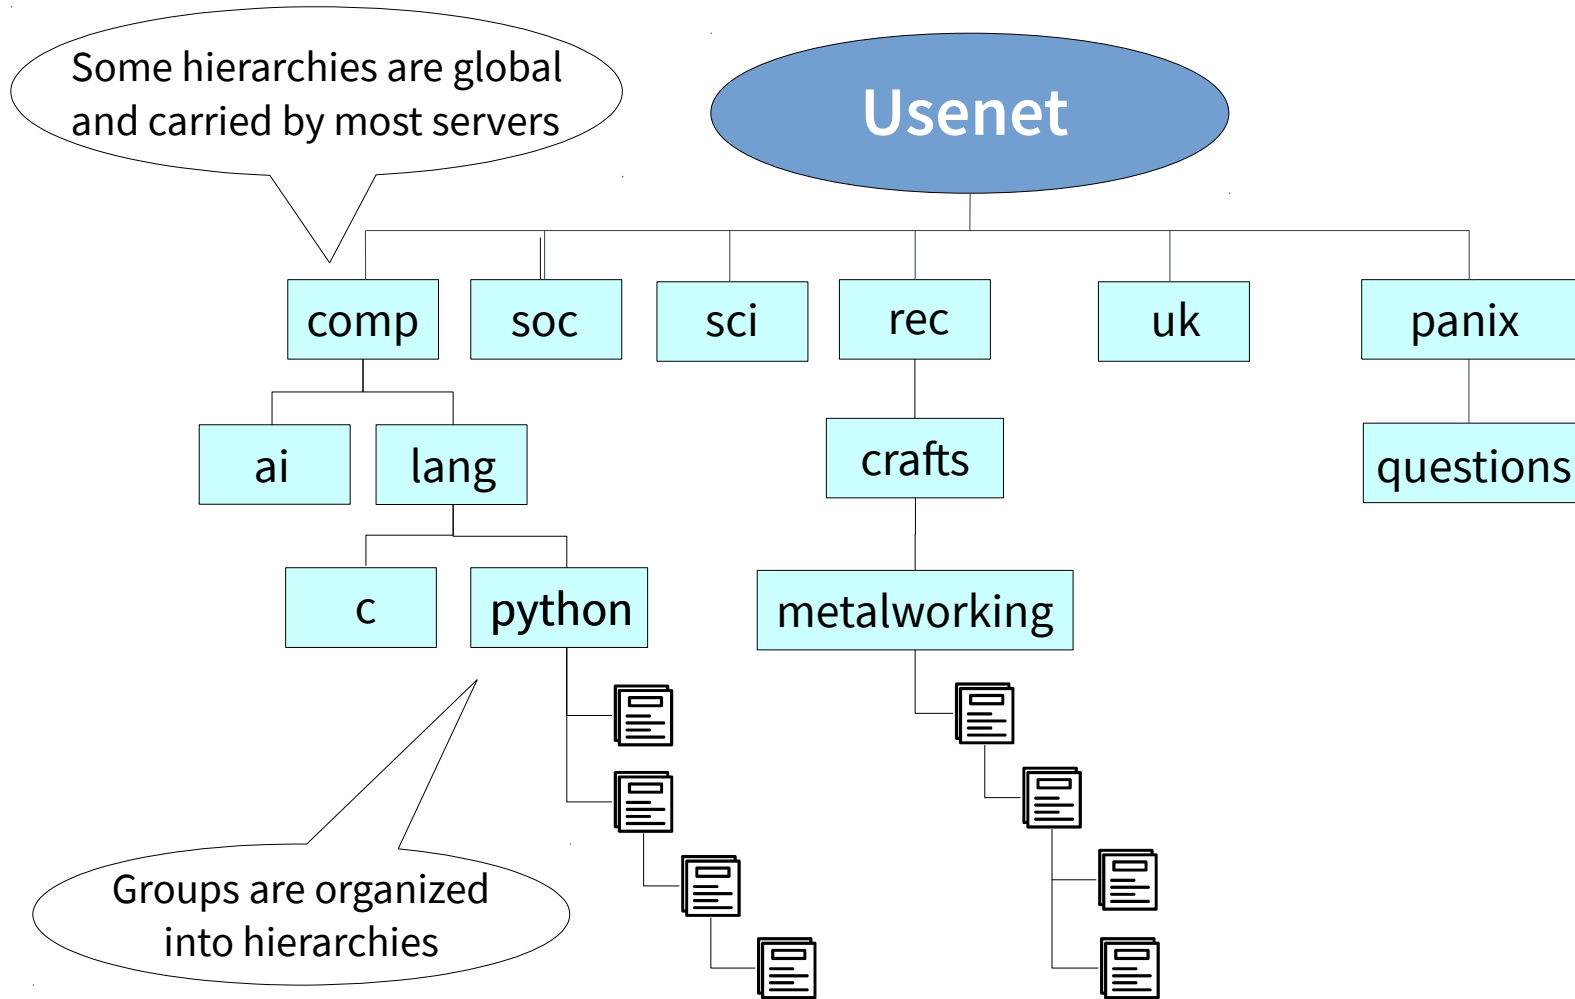 Some hierarchies are global
and carried by most servers
Usenet
comp
soc
sci
rec
uk
panix
ai
lang
crafts
questions
c
python
metalworking
Groups are organized
into hierarchies